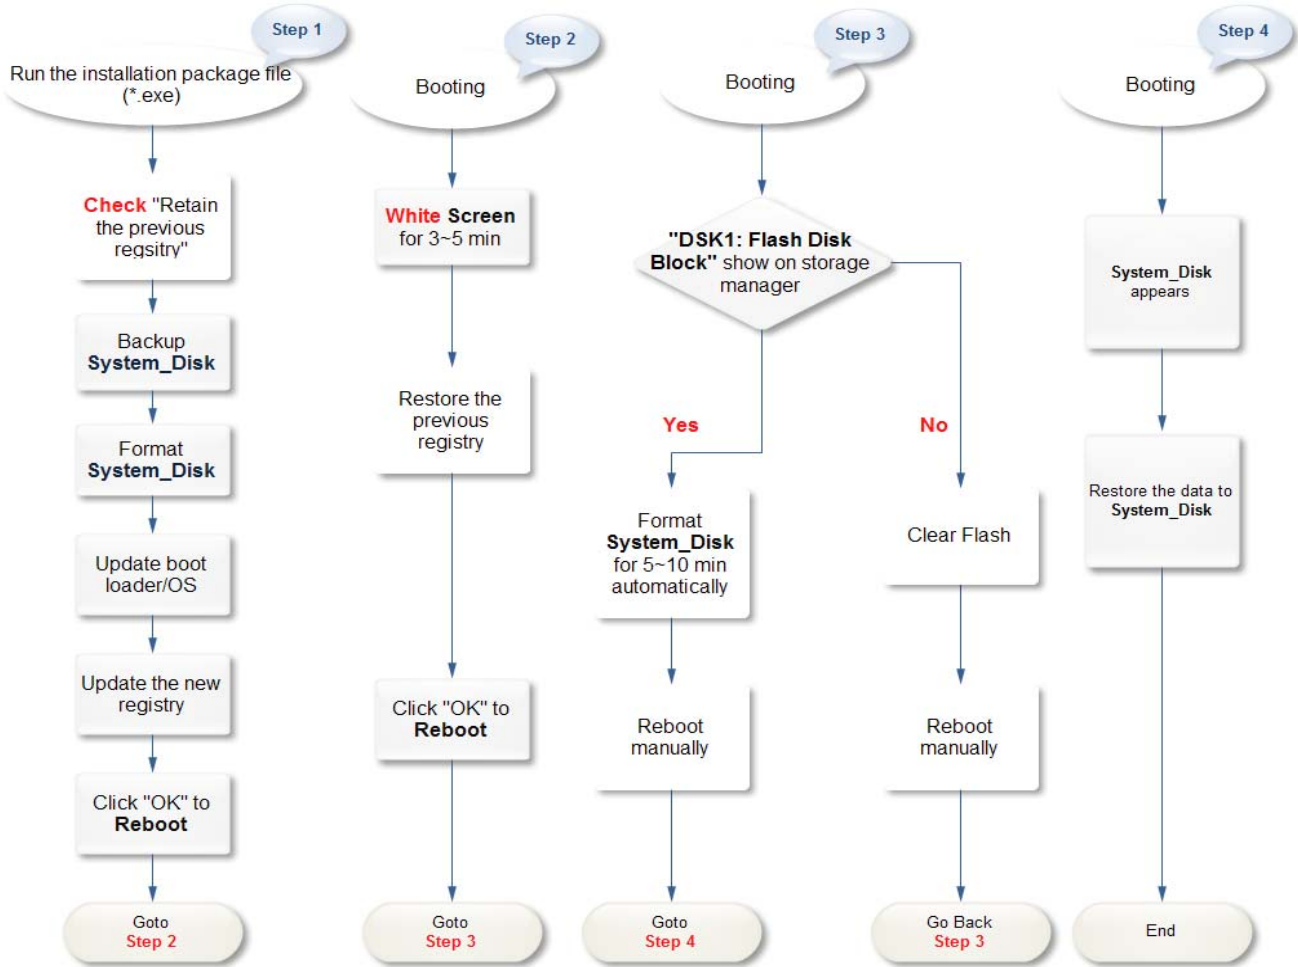 Step 1
Run the installation package file
(*.exe)
Check "Retain
the previous
regsitry"
Backup
System_Disk
Format
System_Disk
Update boot
loader/OS
Update the new
registry
Click "OK" to
Reboot
Goto
Step 2
Step 2
Booting
White Screen
for 3~5 min
Restore the
previous
registry
Click "OK" to
Reboot
Goto
Step 3
Step 3
Booting
"DSK1: Flash Disk
Block" show on storage
manager
Yes
Format
System_Disk
for 5~10 min
automatically
Reboot
manually
Goto
Step 4
No
Clear Flash
Reboot
manually
Go Back
Step 3
Step 4
Booting
System_Disk
appears
Restore the data to
System_Disk
End